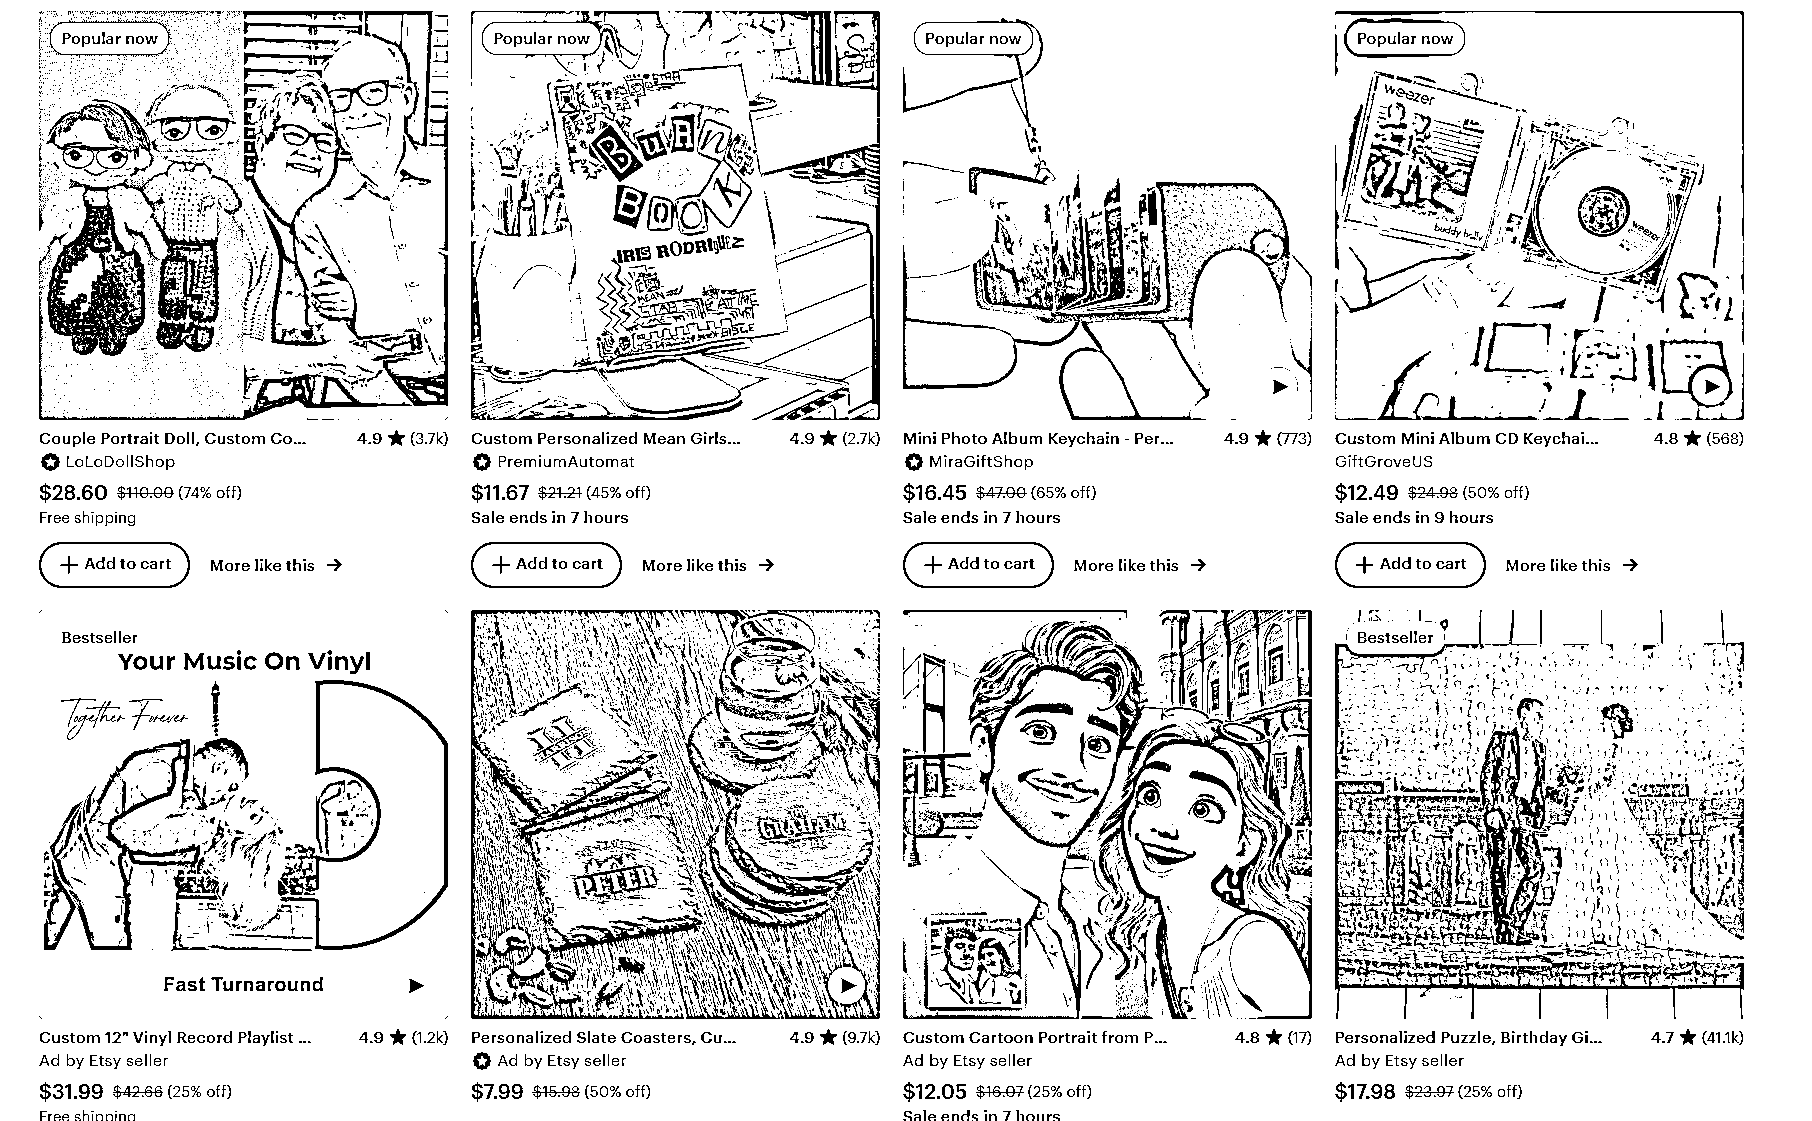 Popular now
Popular now
BuRN
BOOK
IRIS RODRIGUEZ
Popular now
Popular now
weezer
buddy holly
weezer
Couple Portrait Doll, Custom Co... 4.9 ★ (3.7k)
LoLoDollShop
$28.60 $110.00 (74% off)
Free shipping
Add to cart More like this →
Custom Personalized Mean Girls... 4.9 ★ (2.7k)
PremiumAutomat
$11.67 $21.21 (45% off)
Sale ends in 7 hours
Add to cart More like this →
Mini Photo Album Keychain - Per... 4.9 ★ (773)
MiraGiftShop
$16.45 $47.00 (65% off)
Sale ends in 7 hours
Add to cart More like this →
Custom Mini Album CD Keychai... 4.8 ★ (568)
GiftGroveUS
$12.49 $24.98 (50% off)
Sale ends in 9 hours
Add to cart More like this →
Bestseller
Your Music On Vinyl
Together Forever
Fast Turnaround
PETER
GRAHAM
Bestseller
Custom 12" Vinyl Record Playlist ... 4.9 ★ (1.2k)
Ad by Etsy seller
$31.99 $42.66 (25% off)
Free shipping
Personalized Slate Coasters, Cu... 4.9 ★ (9.7k)
Ad by Etsy seller
$7.99 $15.98 (50% off)
Custom Cartoon Portrait from P... 4.8 ★ (17)
Ad by Etsy seller
$12.05 $16.07 (25% off)
Sale ends in 7 hours
Personalized Puzzle, Birthday Gi... 4.7 ★ (41.1k)
Ad by Etsy seller
$17.98 $23.97 (25% off)